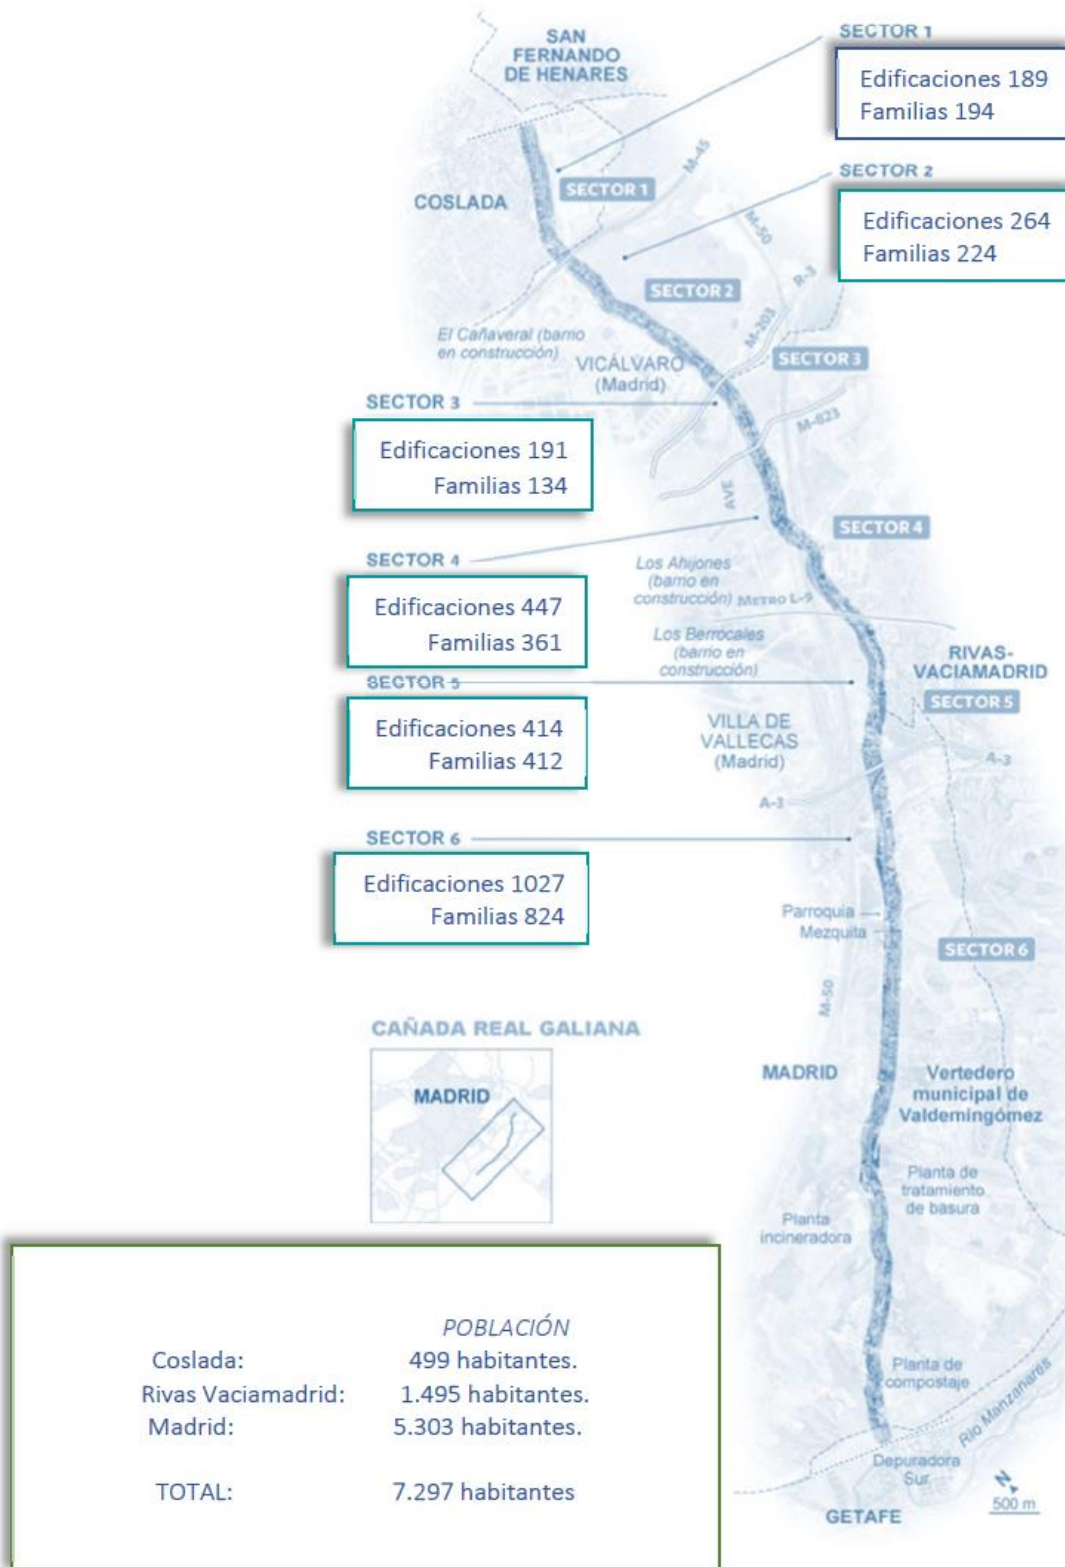 SAN
FERNANDO
DE HENARES
SECTOR 1
Edificaciones 189
Familias 194
M-45
SECTOR 1
COSLADA
SECTOR 2
Edificaciones 264
Familias 224
M-50
R-3
SECTOR 2
M-203
El Cañaveral (barrio
en construcción)
VICÁLVARO
(Madrid)
SECTOR 3
SECTOR 3
Edificaciones 191
Familias 134
M-823
AVE
SECTOR 4
SECTOR 4
Edificaciones 447
Familias 361
Los Ahijones
(barrio en
construcción)
METRO L-9
Los Berrocales
(barrio en
construcción)
RIVAS-
VACIAMADRID
SECTOR 5
SECTOR 5
Edificaciones 414
Familias 412
VILLA DE
VALLECAS
(Madrid)
A-3
A-3
SECTOR 6
Edificaciones 1027
Familias 824
Parroquia
Mezquita
SECTOR 6
M-50
CAÑADA REAL GALIANA
MADRID
MADRID
Vertedero
municipal de
Valdemingómez
Planta de
tratamiento
de basura
Planta
incineradora
POBLACIÓN
Coslada: 499 habitantes.
Rivas Vaciamadrid: 1.495 habitantes.
Madrid: 5.303 habitantes.
TOTAL: 7.297 habitantes
Planta de
compostaje
Río Manzanares
Depuradora
Sur
N
500 m
GETAFE